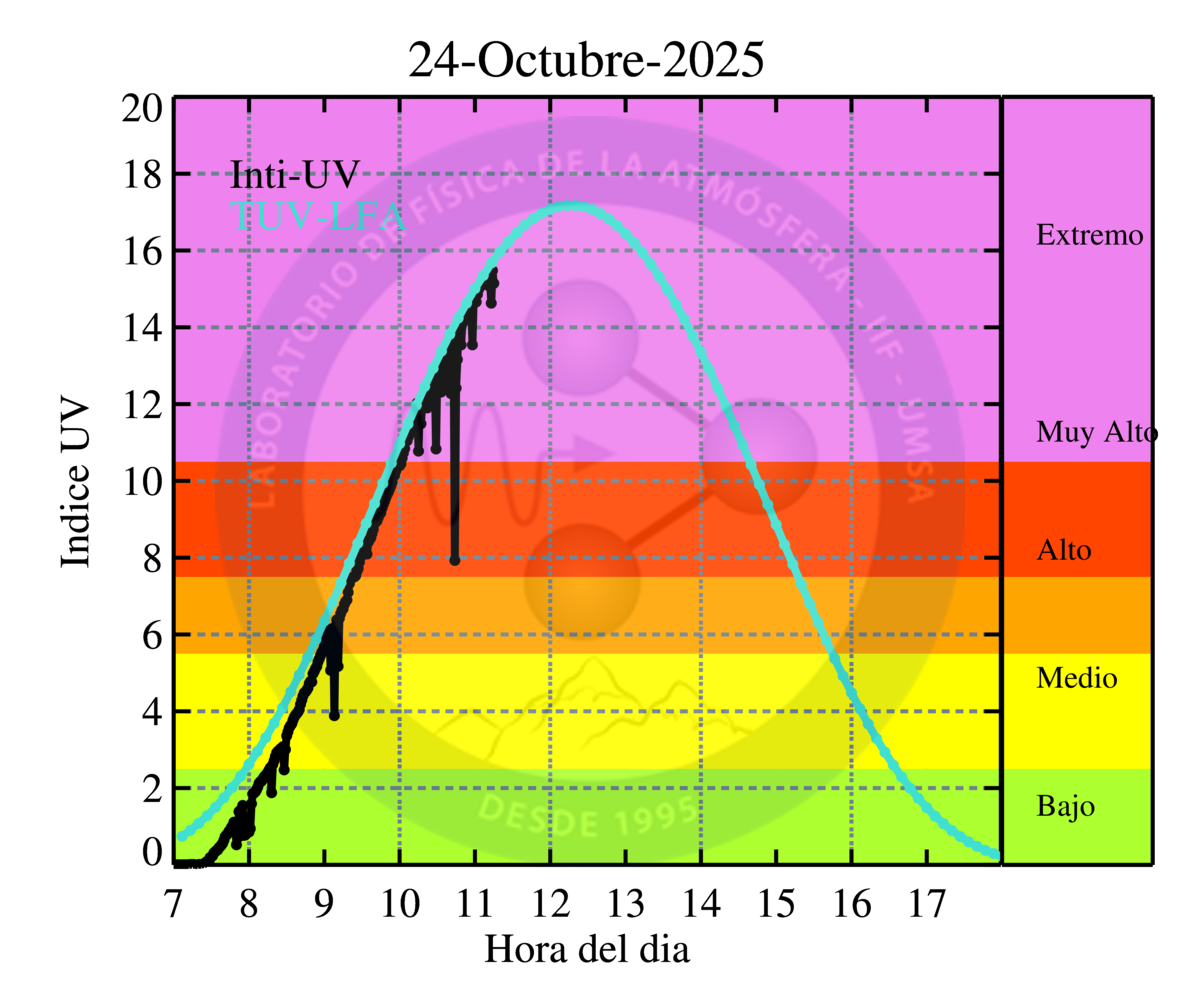 24-Octubre-2025
20
18
16
14
12
10
8
6
4
2
0
Indice UV
Inti-UV
TUV-LFA
LABORATORIO DE FÍSICA DE LA ATMÓSFERA - IIF - UMSA
DESDE 1995
Extremo
Muy Alto
Alto
Medio
Bajo
7 8 9 10 11 12 13 14 15 16 17
Hora del dia